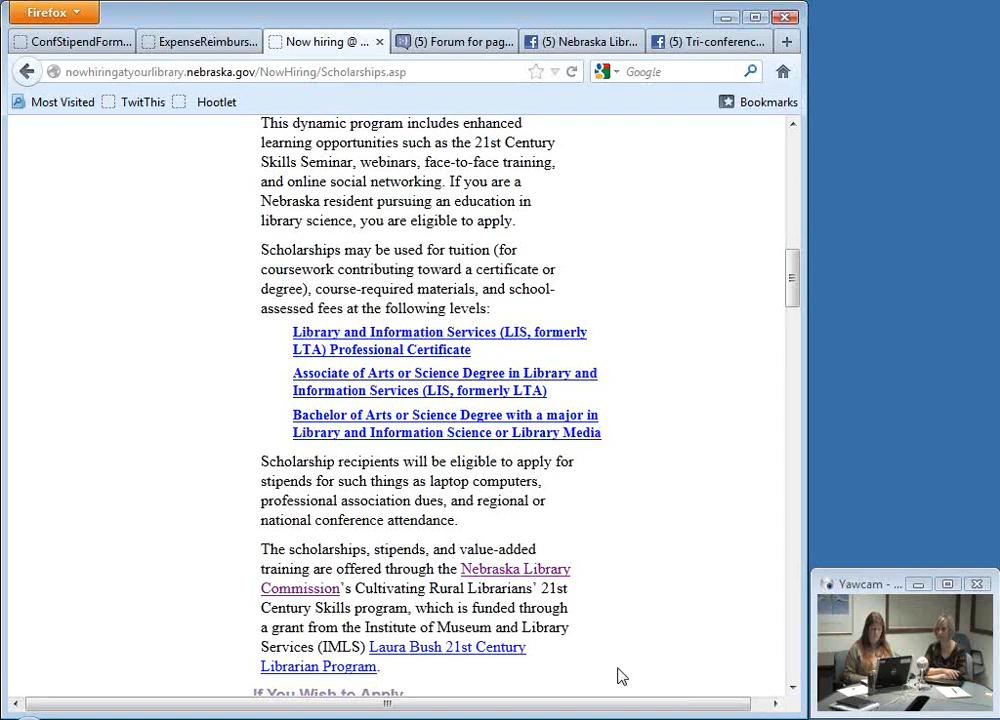 Firefox
ConfStipendForm...
ExpenseReimburs...
Now hiring @ ...
(5) Forum for pag...
(5) Nebraska Libr...
(5) Tri-conferenc...
nowhiringatyourlibrary.nebraska.gov/NowHiring/Scholarships.asp
Google
Most Visited
TwitThis
Hootlet
Bookmarks
This dynamic program includes enhanced
learning opportunities such as the 21st Century
Skills Seminar, webinars, face-to-face training,
and online social networking. If you are a
Nebraska resident pursuing an education in
library science, you are eligible to apply.
Scholarships may be used for tuition (for
coursework contributing toward a certificate or
degree), course-required materials, and school-
assessed fees at the following levels:
Library and Information Services (LIS, formerly
LTA) Professional Certificate
Associate of Arts or Science Degree in Library and
Information Services (LIS, formerly LTA)
Bachelor of Arts or Science Degree with a major in
Library and Information Science or Library Media
Scholarship recipients will be eligible to apply for
stipends for such things as laptop computers,
professional association dues, and regional or
national conference attendance.
The scholarships, stipends, and value-added
training are offered through the Nebraska Library
Commission's Cultivating Rural Librarians' 21st
Century Skills program, which is funded through
a grant from the Institute of Museum and Library
Services (IMLS) Laura Bush 21st Century
Librarian Program.
If You Wish to Apply
Yawcam - ...